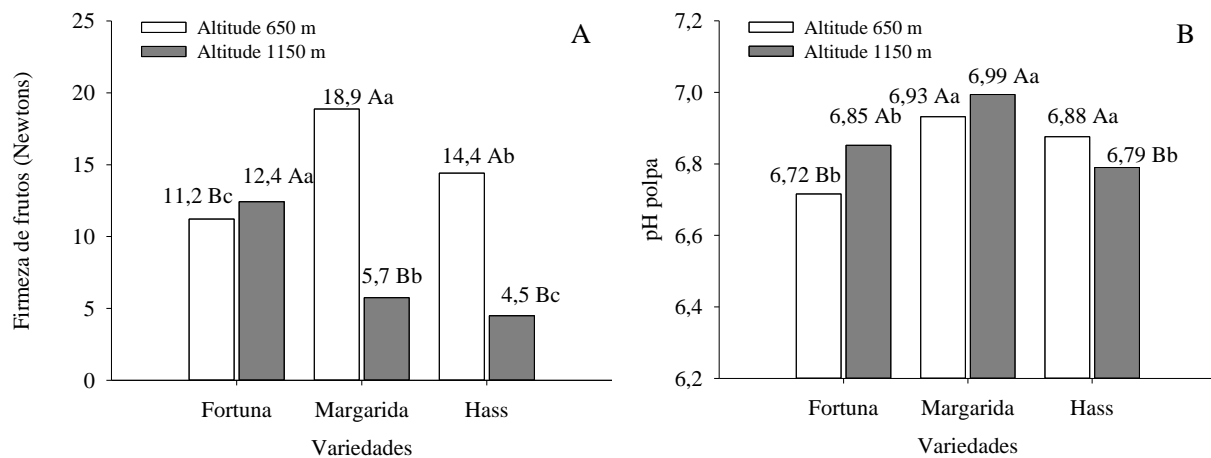 Altitude 650 m
Altitude 1150 m
A
Firmeza de frutos (Newtons)
25
20
15
10
5
0
11,2 Bc
12,4 Aa
18,9 Aa
5,7 Bb
14,4 Ab
4,5 Bc
Fortuna
Margarida
Hass
Variedades
Altitude 650 m
Altitude 1150 m
B
pH polpa
7,2
7,0
6,8
6,6
6,4
6,2
6,72 Bb
6,85 Ab
6,93 Aa
6,99 Aa
6,88 Aa
6,79 Bb
Fortuna
Margarida
Hass
Variedades